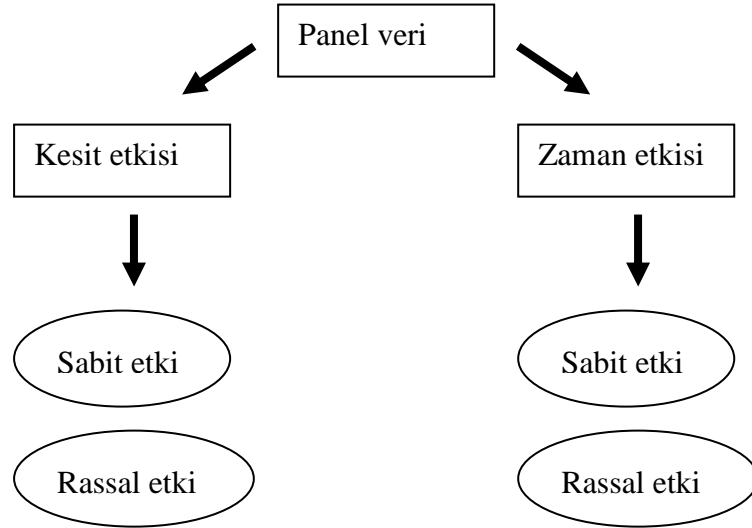 Panel veri
Kesit etkisi
Zaman etkisi
Sabit etki
Sabit etki
Rassal etki
Rassal etki